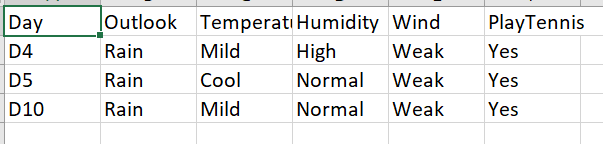 Day Outlook Temperatu Humidity Wind PlayTennis
D4 Rain Mild High Weak Yes
D5 Rain Cool Normal Weak Yes
D10 Rain Mild Normal Weak Yes